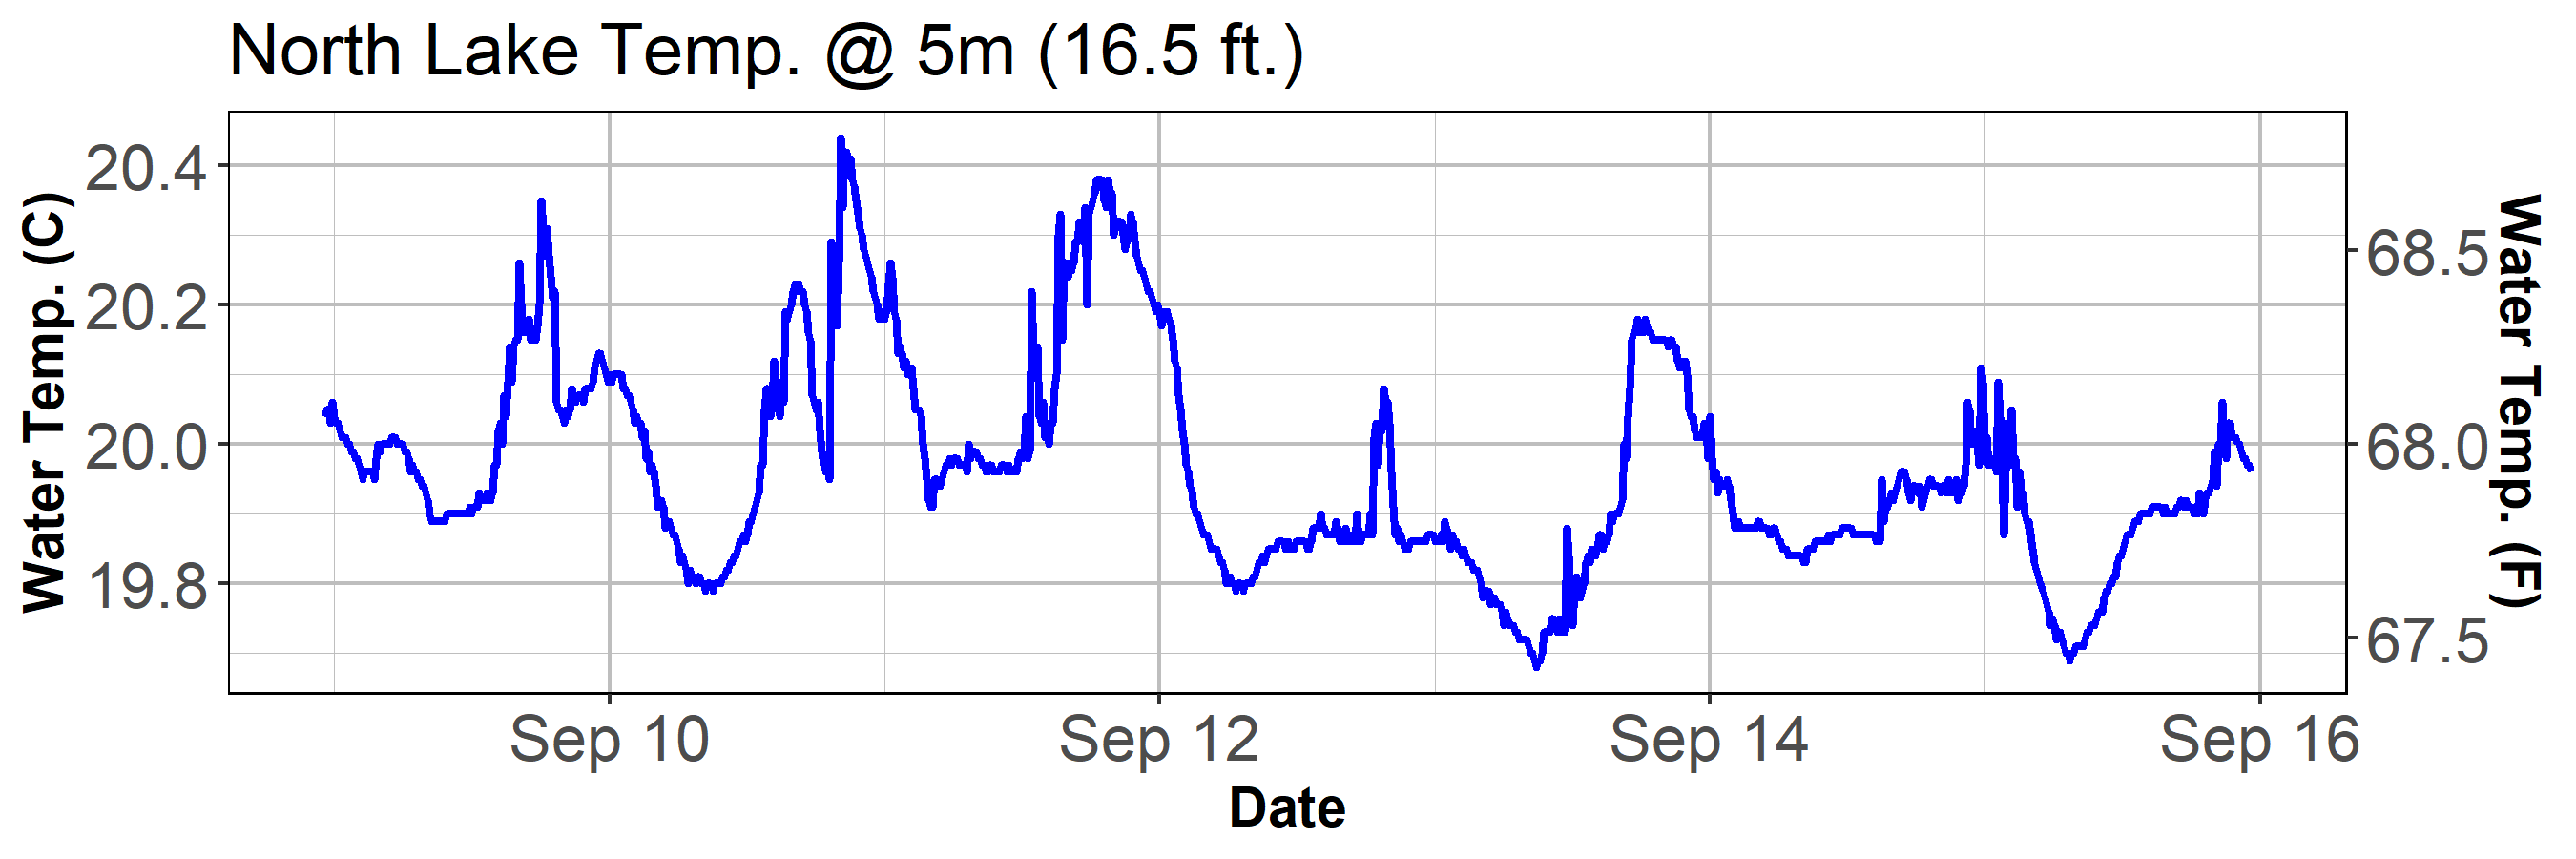 North Lake Temp. @ 5m (16.5 ft.)
Water Temp. (C)
20.4
20.2
20.0
19.8
68.5
68.0
67.5
Water Temp. (F)
Sep 10 Sep 12 Sep 14 Sep 16
Date